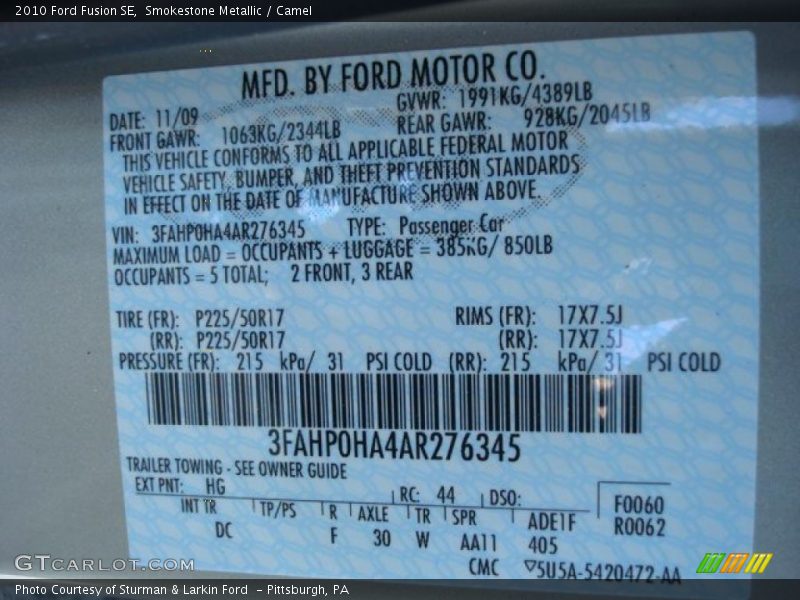 2010 Ford Fusion SE, Smokestone Metallic / Camel
MFD. BY FORD MOTOR CO.
DATE: 11/09 GVWR: 1991KG/4389LB
FRONT GAWR: 1063KG/2344LB REAR GAWR: 928KG/2045LB
THIS VEHICLE CONFORMS TO ALL APPLICABLE FEDERAL MOTOR
VEHICLE SAFETY, BUMPER, AND THEFT PREVENTION STANDARDS
IN EFFECT ON THE DATE OF MANUFACTURE SHOWN ABOVE.
VIN: 3FAHP0HA4AR276345 TYPE: Passenger Car
MAXIMUM LOAD = OCCUPANTS + LUGGAGE = 385KG/ 850LB
OCCUPANTS = 5 TOTAL; 2 FRONT, 3 REAR
TIRE (FR): P225/50R17 RIMS (FR): 17X7.5J
(RR): P225/50R17 (RR): 17X7.5J
PRESSURE (FR): 215 kPa/ 31 PSI COLD (RR): 215 kPa/ 31 PSI COLD
3FAHP0HA4AR276345
TRAILER TOWING - SEE OWNER GUIDE
EXT PNT: HG RC: 44 DSO: F0060
INT TR TP/PS R AXLE TR SPR ADE1F R0062
DC F 30 W AA11 405
CMC ▽5U5A-5420472-AA
GTCARLOT.COM
Photo Courtesy of Sturman & Larkin Ford - Pittsburgh, PA